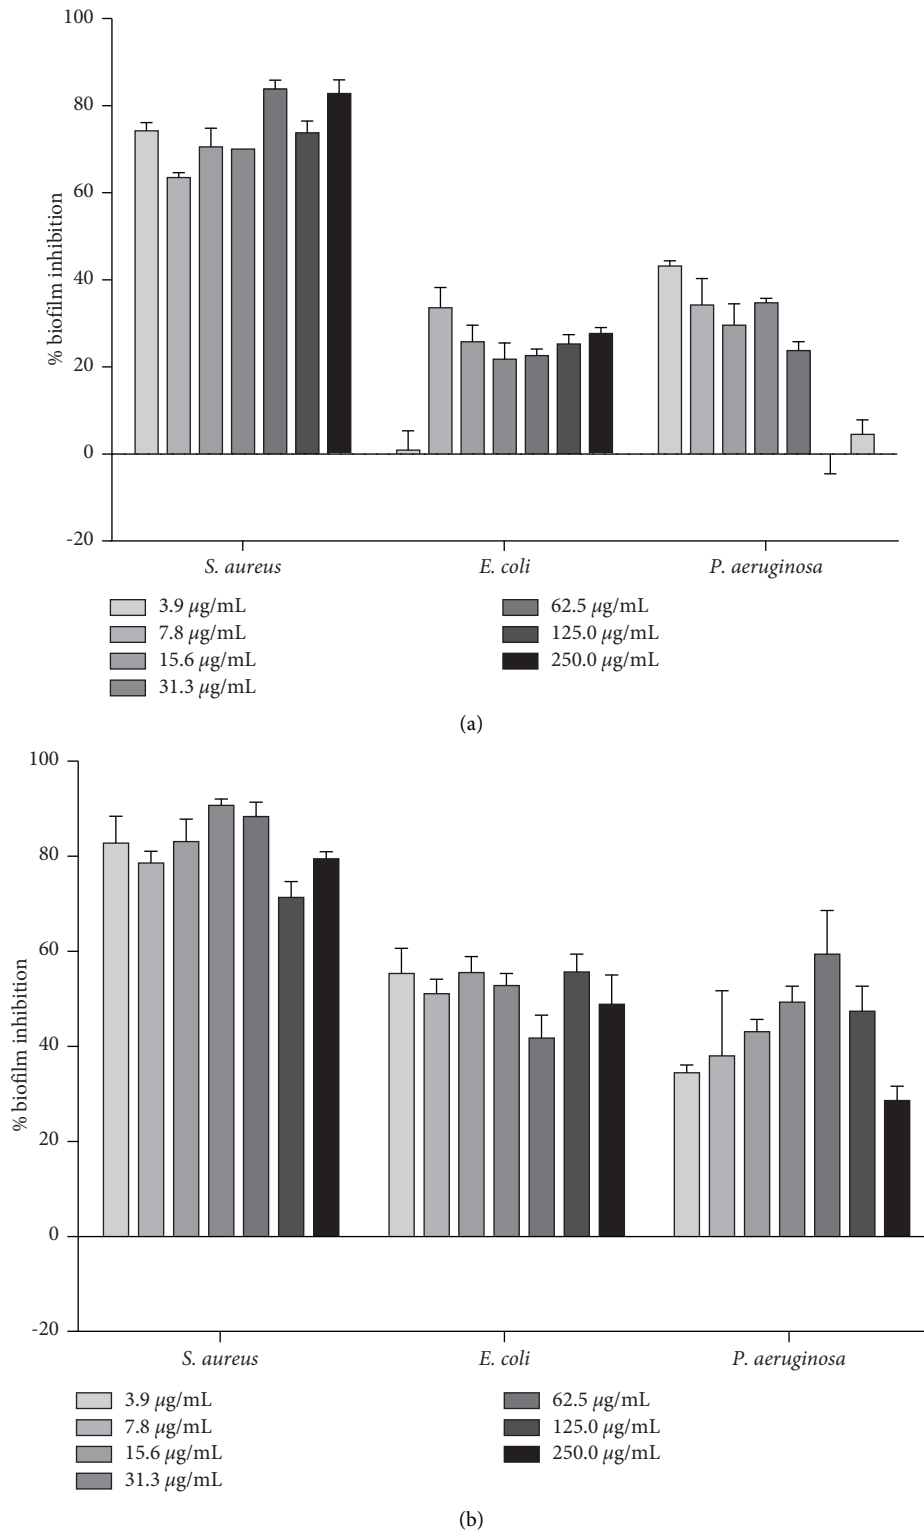 100
80
60
40
20
0
-20
% biofilm inhibition
S. aureus
E. coli
P. aeruginosa
3.9 µg/mL
7.8 µg/mL
15.6 µg/mL
31.3 µg/mL
62.5 µg/mL
125.0 µg/mL
250.0 µg/mL
(a)
100
80
60
40
20
0
-20
% biofilm inhibition
S. aureus
E. coli
P. aeruginosa
3.9 µg/mL
7.8 µg/mL
15.6 µg/mL
31.3 µg/mL
62.5 µg/mL
125.0 µg/mL
250.0 µg/mL
(b)